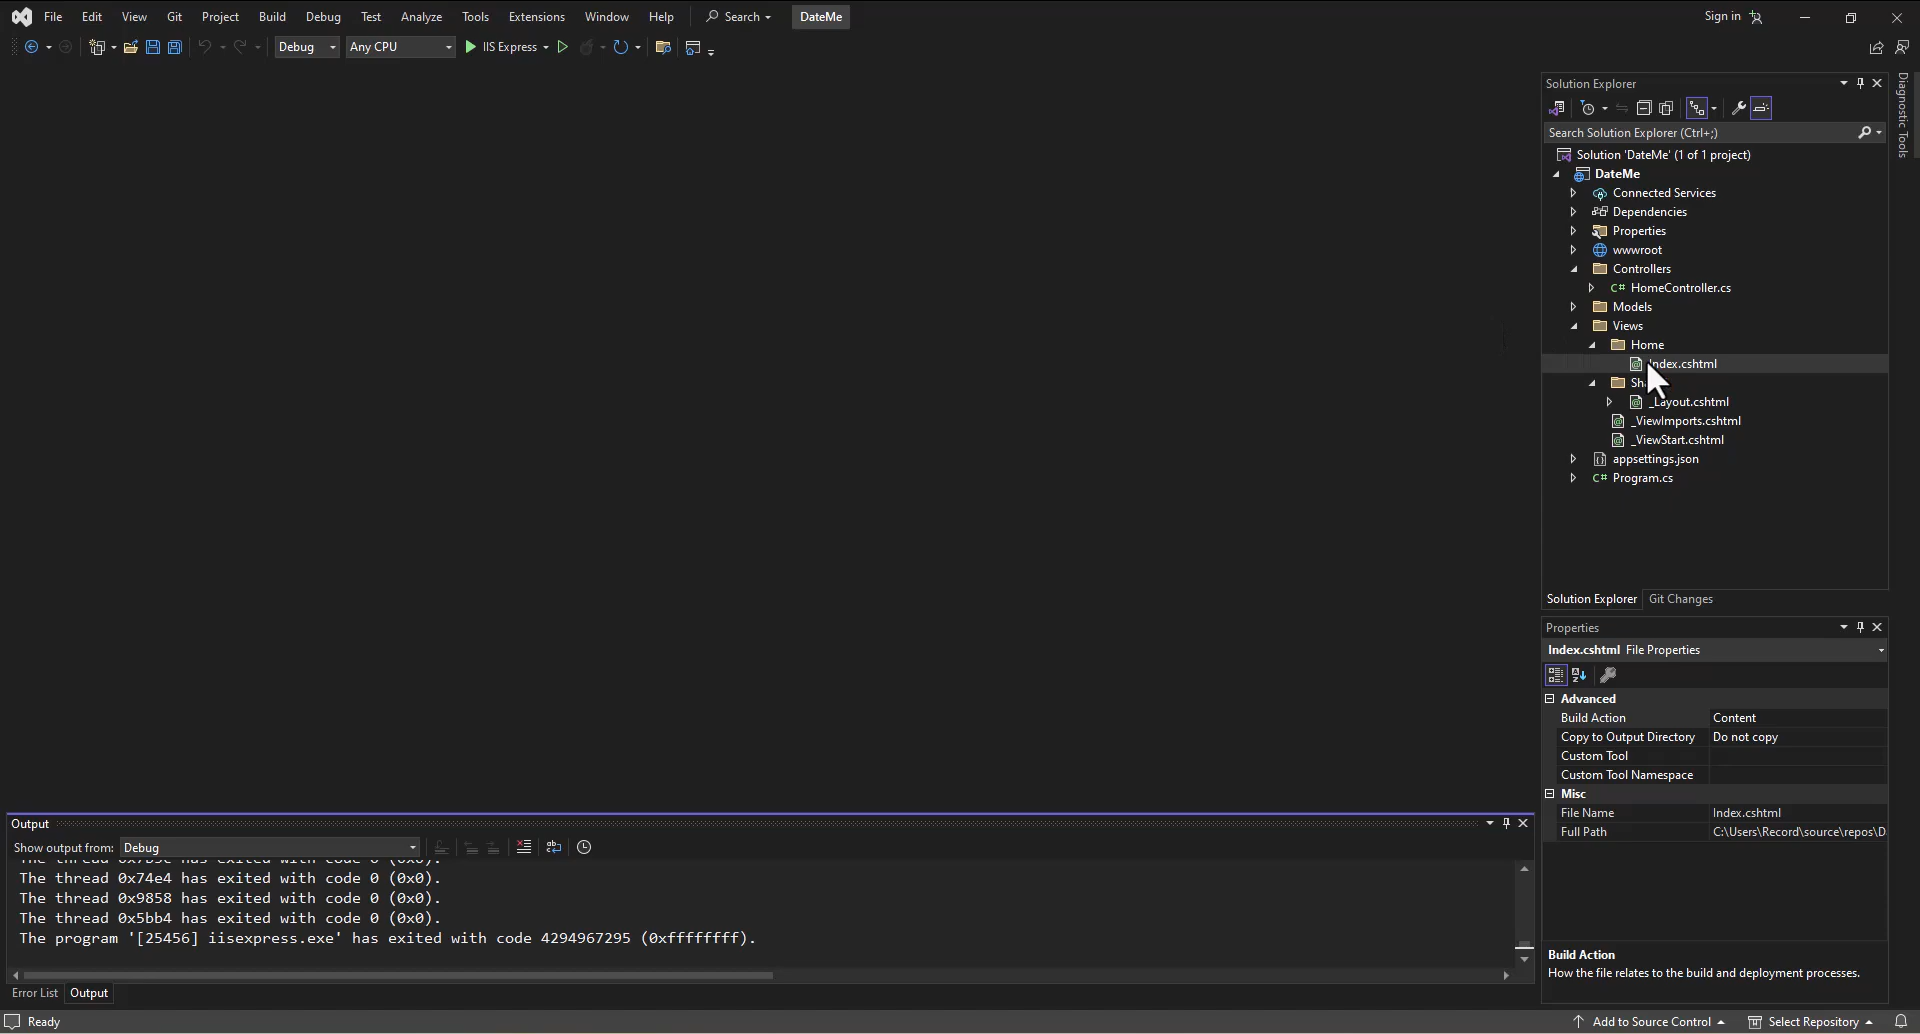 File Edit View Git Project Build Debug Test Analyze Tools Extensions Window Help Search DateMe Sign in
Debug Any CPU IIS Express
Solution Explorer
Search Solution Explorer (Ctrl+;)
Solution 'DateMe' (1 of 1 project)
DateMe
Connected Services
Dependencies
Properties
wwwroot
Controllers
C# HomeController.cs
Models
Views
Home
Index.cshtml
_Layout.cshtml
_ViewImports.cshtml
_ViewStart.cshtml
appsettings.json
C# Program.cs
Solution Explorer Git Changes
Diagnostic Tools
Properties
Index.cshtml File Properties
Advanced
Build Action Content
Copy to Output Directory Do not copy
Custom Tool
Custom Tool Namespace
Misc
File Name Index.cshtml
Full Path C:\Users\Record\source\repos\D
Build Action
How the file relates to the build and deployment processes.
Output
Show output from: Debug
The thread 0x74e4 has exited with code 0 (0x0).
The thread 0x9858 has exited with code 0 (0x0).
The thread 0x5bb4 has exited with code 0 (0x0).
The program '[25456] iisexpress.exe' has exited with code 4294967295 (0xffffffff).
Error List Output
Ready Add to Source Control Select Repository